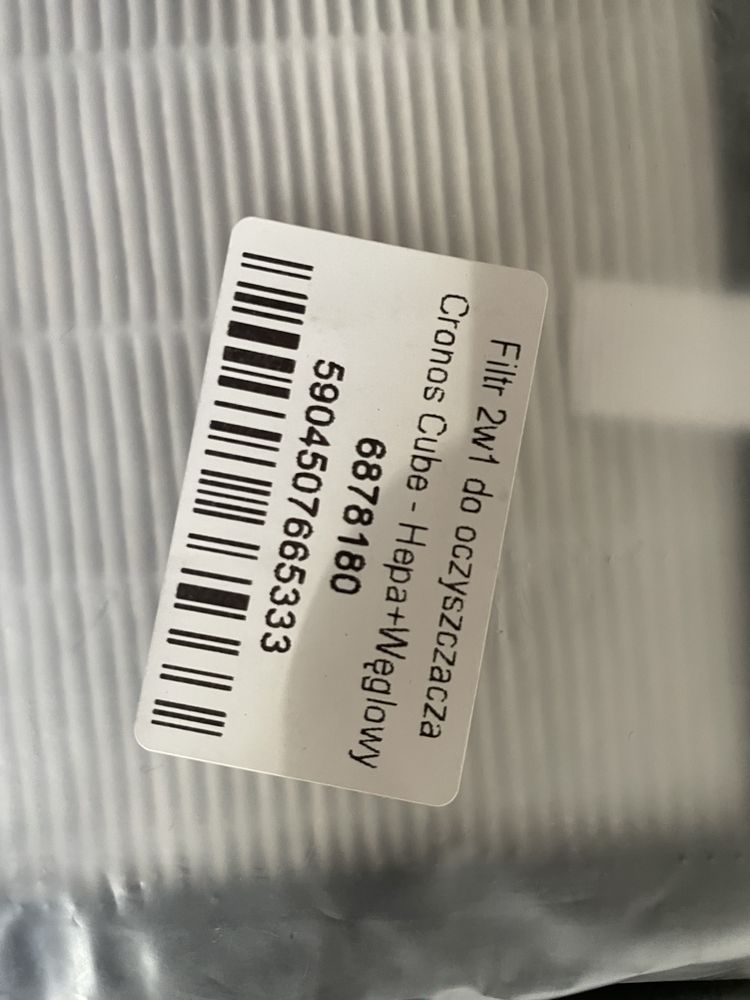 Filtr 2w1 do oczyszczacza
Cronos Cube - Hepa+Węglowy
6878180
5904507665333